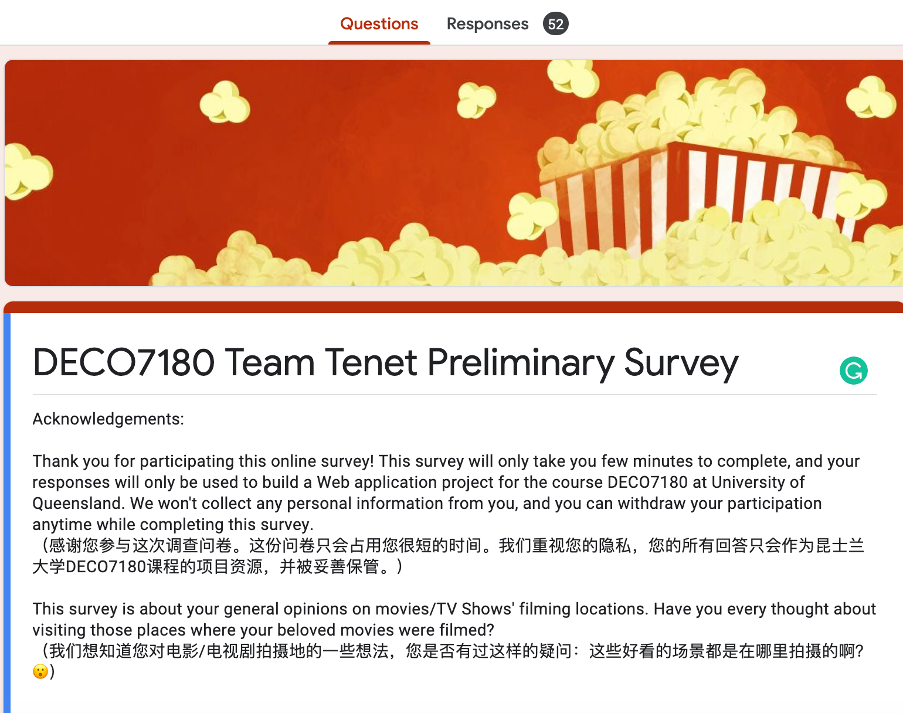 Questions Responses 52
DECO7180 Team Tenet Preliminary Survey
Acknowledgements:
Thank you for participating this online survey! This survey will only take you few minutes to complete, and your
responses will only be used to build a Web application project for the course DECO7180 at University of
Queensland. We won't collect any personal information from you, and you can withdraw your participation
anytime while completing this survey.
（感谢您参与这次调查问卷。这份问卷只会占用您很短的时间。我们重视您的隐私，您的所有回答只会作为昆士兰
大学DECO7180课程的项目资源，并被妥善保管。）
This survey is about your general opinions on movies/TV Shows' filming locations. Have you every thought about
visiting those places where your beloved movies were filmed?
（我们想知道您对电影/电视剧拍摄地的一些想法，您是否有过这样的疑问：这些好看的场景都是在哪里拍摄的啊?
😮）